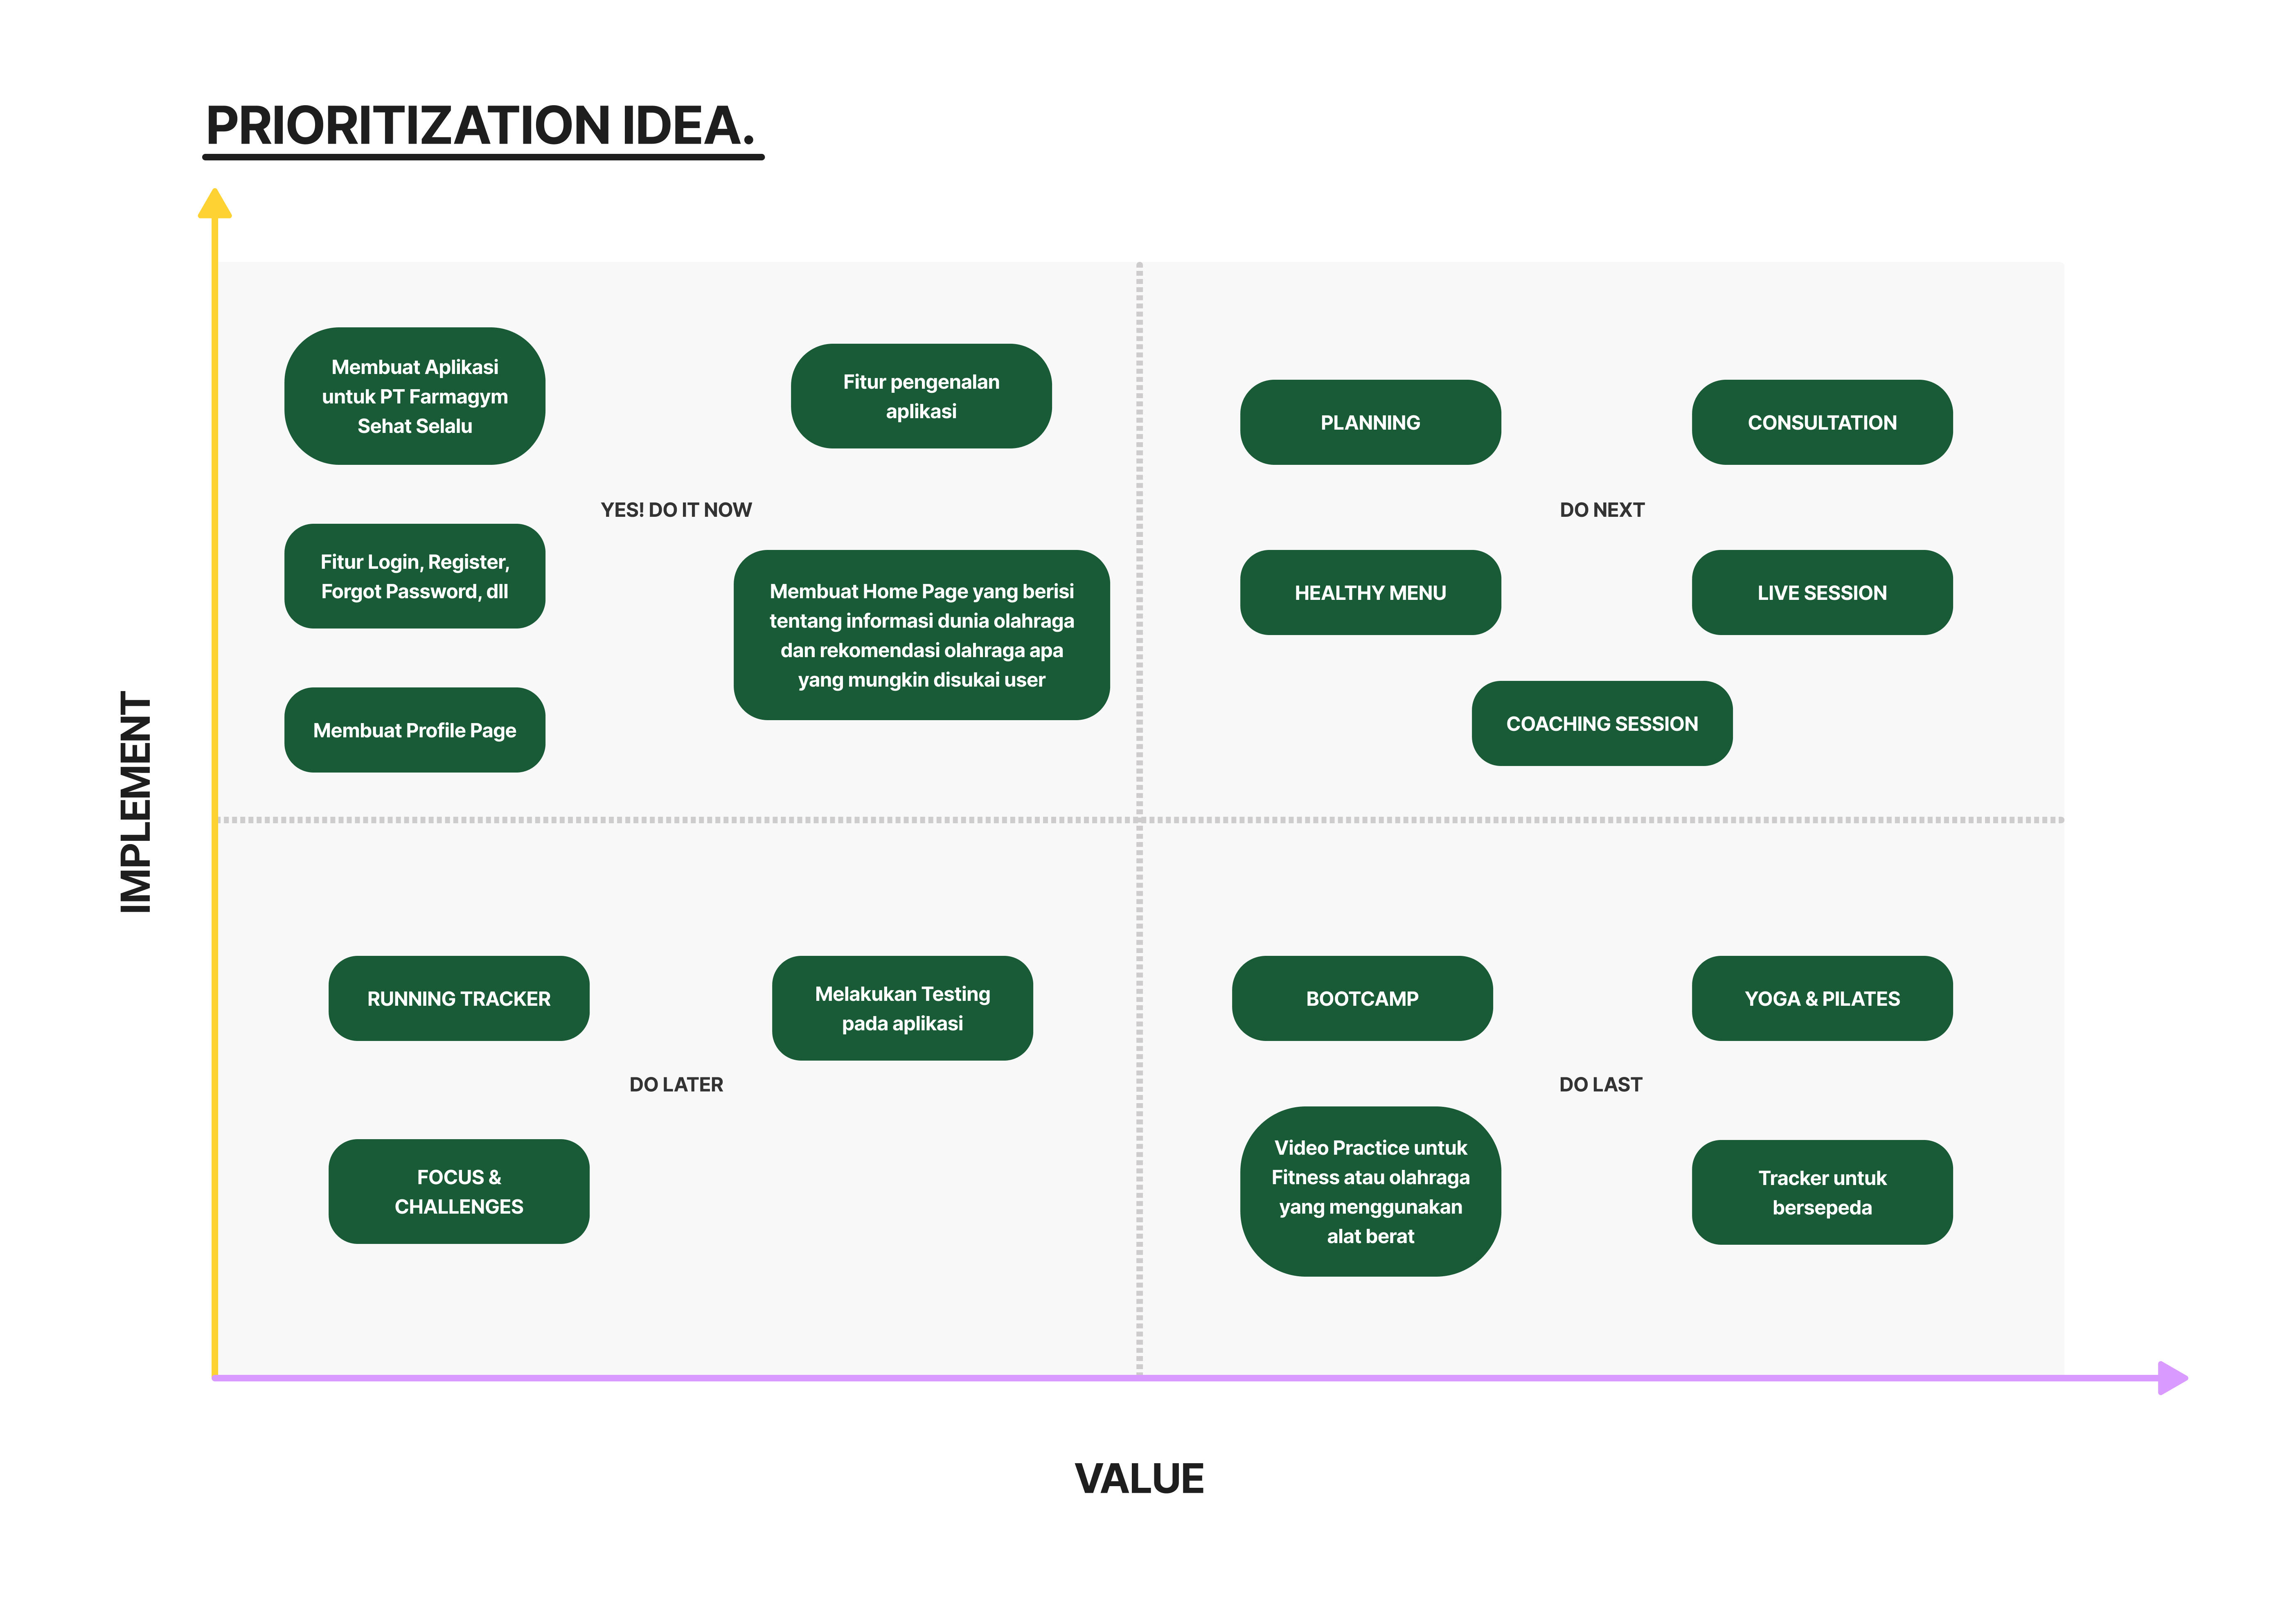 PRIORITIZATION IDEA.
IMPLEMENT
Membuat Aplikasi
untuk PT Farmagym
Sehat Selalu
Fitur pengenalan
aplikasi
YES! DO IT NOW
Fitur Login, Register,
Forgot Password, dll
Membuat Home Page yang berisi
tentang informasi dunia olahraga
dan rekomendasi olahraga apa
yang mungkin disukai user
Membuat Profile Page
PLANNING
CONSULTATION
DO NEXT
HEALTHY MENU
LIVE SESSION
COACHING SESSION
RUNNING TRACKER
Melakukan Testing
pada aplikasi
DO LATER
FOCUS &
CHALLENGES
BOOTCAMP
YOGA & PILATES
DO LAST
Video Practice untuk
Fitness atau olahraga
yang menggunakan
alat berat
Tracker untuk
bersepeda
VALUE